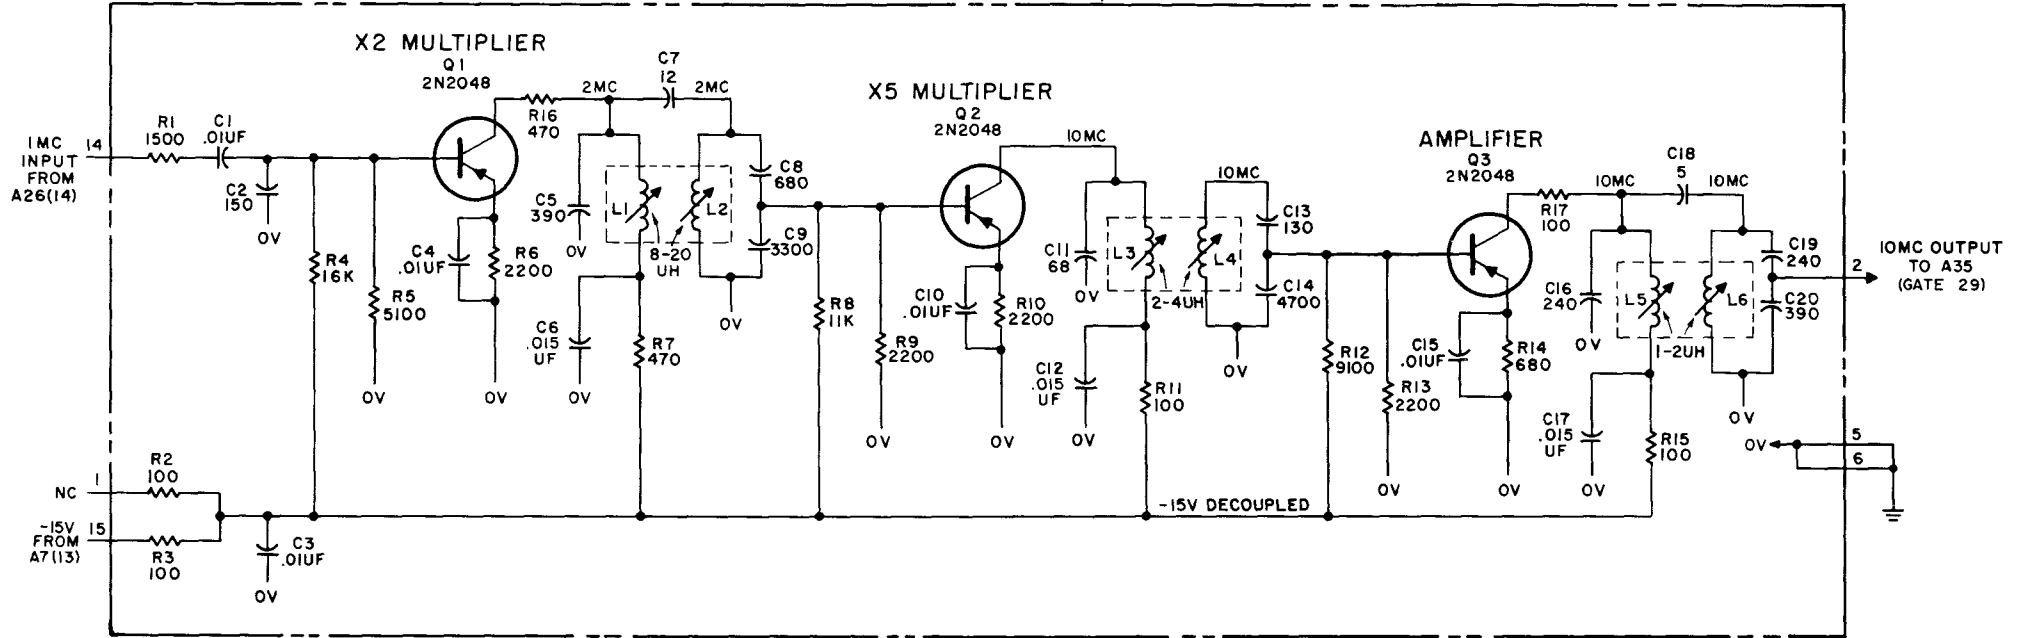 X2 MULTIPLIER
Q1
2N2048
1MC
INPUT
FROM
A26(14)
14
R1
1500
C1
.01UF
C2
150
0V
R4
16K
R5
5100
0V
C4
.01UF
R6
2200
0V
R16
470
2MC
C7
12
2MC
C5
390
0V
L1
L2
8-20
UH
C6
.015
UF
0V
R7
470
C8
680
C9
3300
0V
X5 MULTIPLIER
Q2
2N2048
R8
11K
R9
2200
0V
C10
.01UF
R10
2200
0V
10MC
C11
68
0V
L3
L4
2-4UH
C12
.015
UF
0V
R11
100
10MC
C13
130
C14
4700
0V
AMPLIFIER
Q3
2N2048
R12
9100
R13
2200
0V
C15
.01UF
R14
680
0V
R17
100
10MC
C18
5
10MC
C16
240
0V
L5
L6
1-2UH
C17
.015
UF
0V
R15
100
C19
240
C20
390
0V
2
10MC OUTPUT
TO A35
(GATE 29)
0V
5
6
NC
1
R2
100
-15V
FROM
A7(13)
15
R3
100
C3
.01UF
0V
-15V DECOUPLED